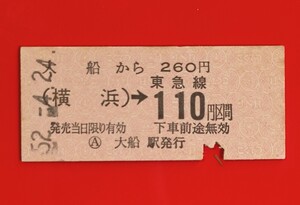 52.-4.24.
大船から 260円
東急線
(横浜)→110円区間
発売当日限り有効 下車前途無効
Ⓐ 大船駅発行